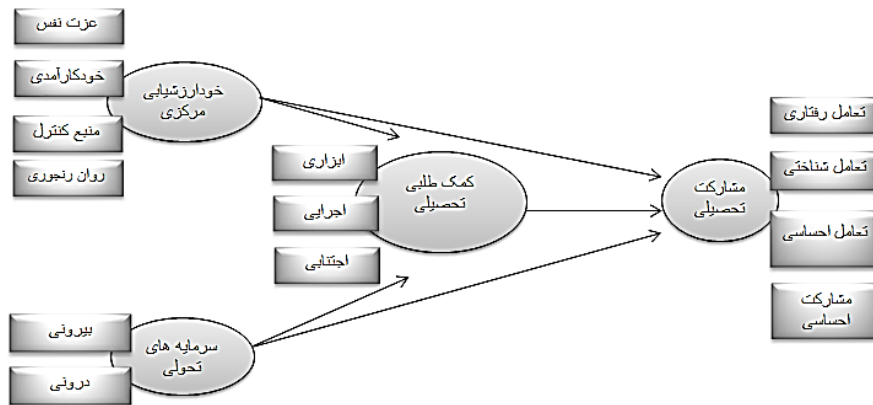 عزت نفس
خودکارآمدی
منبع کنترل
روان رنجوری
خودارزشیابی
مرکزی
ابزاری
اجرایی
اجتنابی
کمک طلبی
تحصیلی
بیرونی
درونی
سرمایه های
تحولی
مشارکت
تحصیلی
تعامل رفتاری
تعامل شناختی
تعامل احساسی
مشارکت
احساسی